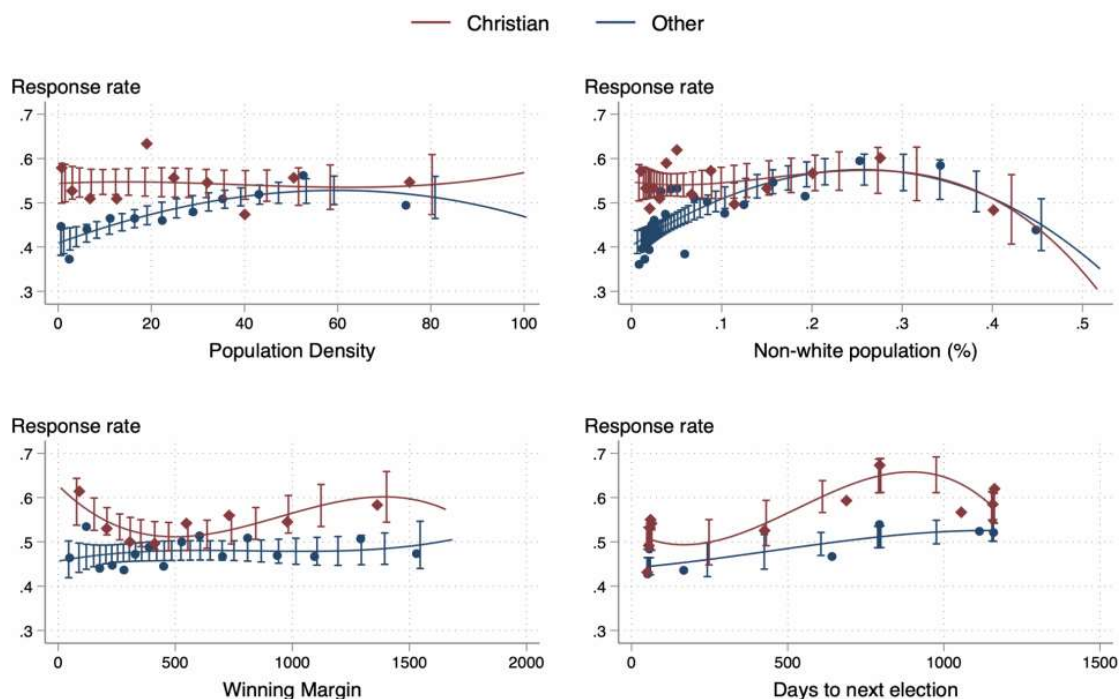 Christian Other
Response rate
.7
.6
.5
.4
.3
0 20 40 60 80 100
Population Density
Response rate
.7
.6
.5
.4
.3
0 .1 .2 .3 .4 .5
Non-white population (%)
Response rate
.7
.6
.5
.4
.3
0 500 1000 1500 2000
Winning Margin
Response rate
.7
.6
.5
.4
.3
0 500 1000 1500
Days to next election